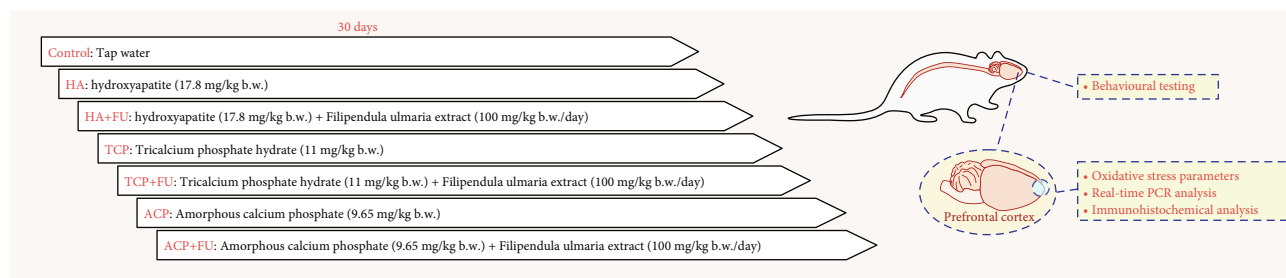 30 days
Control: Tap water
HA: hydroxyapatite (17.8 mg/kg b.w.)
HA+FU: hydroxyapatite (17.8 mg/kg b.w.) + Filipendula ulmaria extract (100 mg/kg b.w./day)
TCP: Tricalcium phosphate hydrate (11 mg/kg b.w.)
TCP+FU: Tricalcium phosphate hydrate (11 mg/kg b.w.) + Filipendula ulmaria extract (100 mg/kg b.w./day)
ACP: Amorphous calcium phosphate (9.65 mg/kg b.w.)
ACP+FU: Amorphous calcium phosphate (9.65 mg/kg b.w.) + Filipendula ulmaria extract (100 mg/kg b.w./day)
• Behavioural testing
Prefrontal cortex
• Oxidative stress parameters
• Real-time PCR analysis
• Immunohistochemical analysis